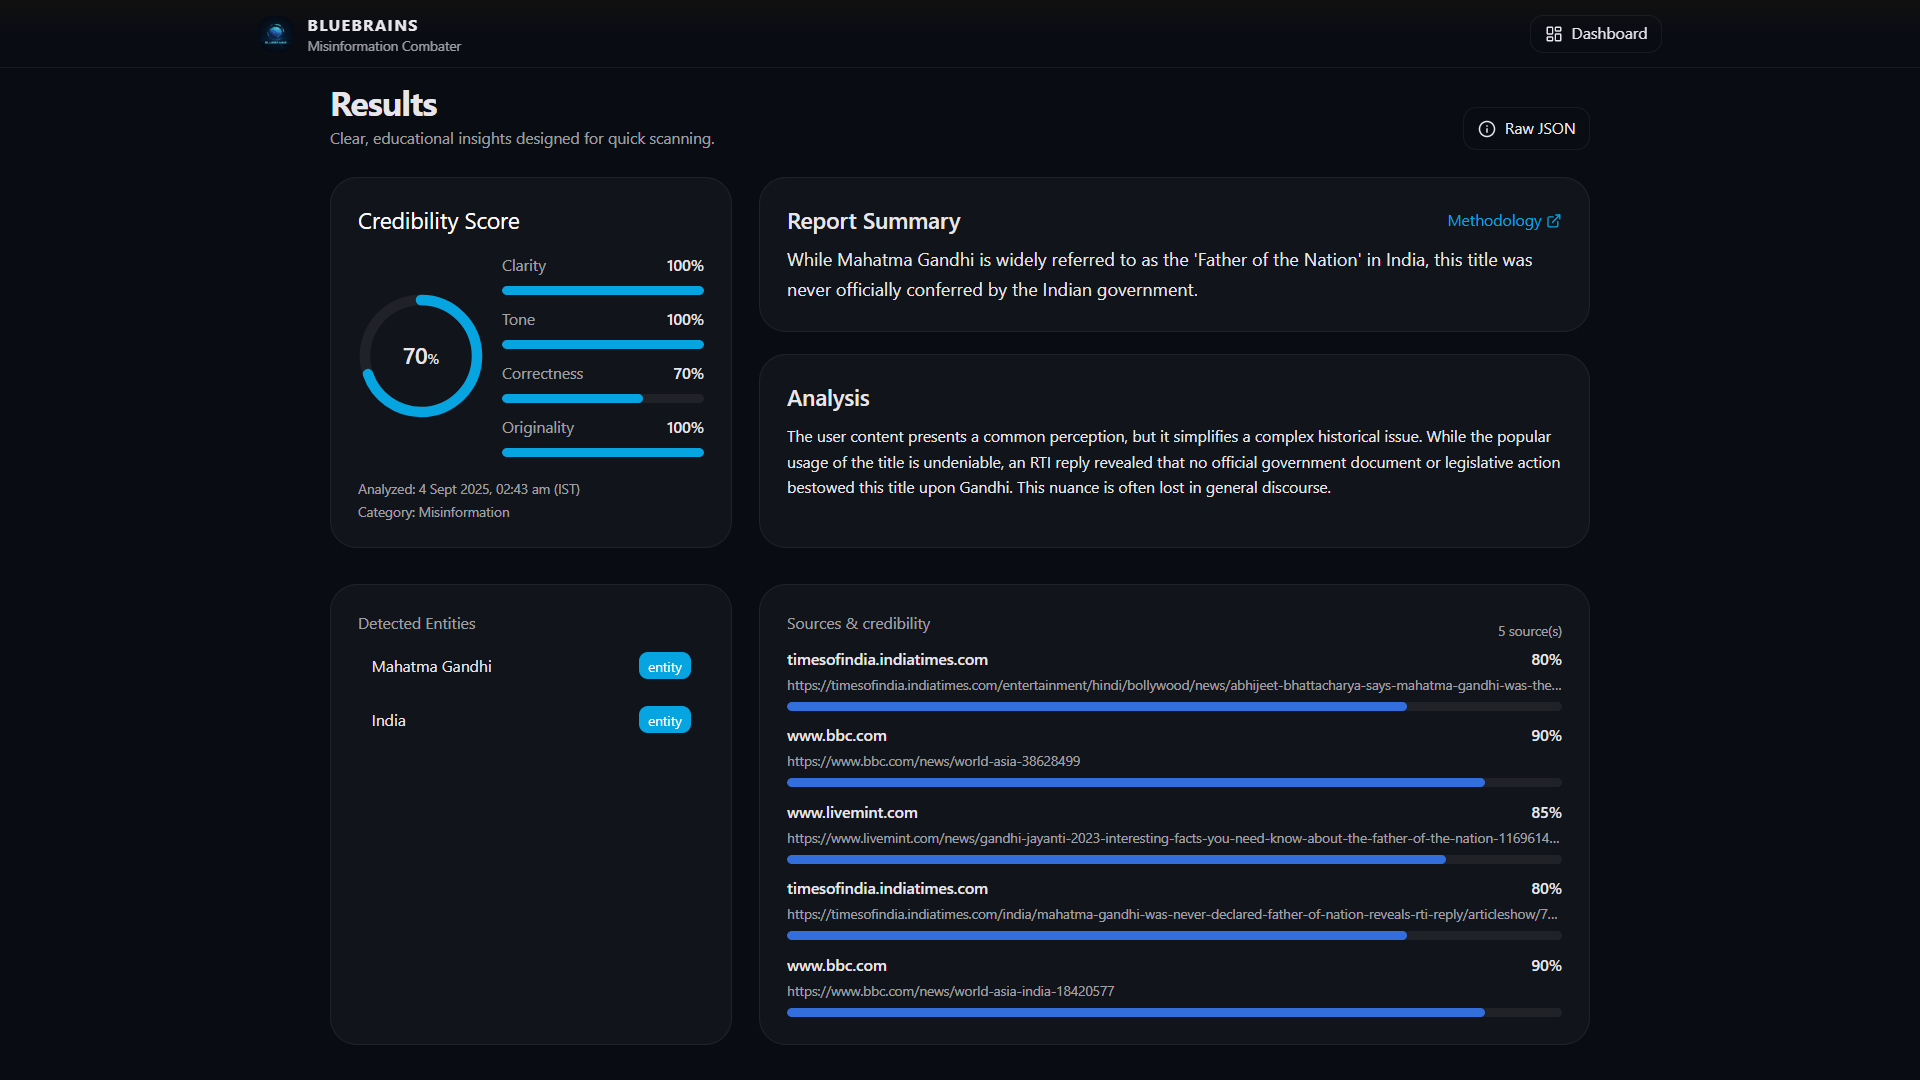 BLUEBRAINS
Misinformation Combater
Dashboard
Results
Clear, educational insights designed for quick scanning.
Raw JSON
Credibility Score
70%
Clarity 100%
Tone 100%
Correctness 70%
Originality 100%
Analyzed: 4 Sept 2025, 02:43 am (IST)
Category: Misinformation
Report Summary
Methodology
While Mahatma Gandhi is widely referred to as the 'Father of the Nation' in India, this title was
never officially conferred by the Indian government.
Analysis
The user content presents a common perception, but it simplifies a complex historical issue. While the popular
usage of the title is undeniable, an RTI reply revealed that no official government document or legislative action
bestowed this title upon Gandhi. This nuance is often lost in general discourse.
Detected Entities
Mahatma Gandhi entity
India entity
Sources & credibility
5 source(s)
timesofindia.indiatimes.com 80%
https://timesofindia.indiatimes.com/entertainment/hindi/bollywood/news/abhijeet-bhattacharya-says-mahatma-gandhi-was-the...
www.bbc.com 90%
https://www.bbc.com/news/world-asia-38628499
www.livemint.com 85%
https://www.livemint.com/news/gandhi-jayanti-2023-interesting-facts-you-need-know-about-the-father-of-the-nation-1169614...
timesofindia.indiatimes.com 80%
https://timesofindia.indiatimes.com/india/mahatma-gandhi-was-never-declared-father-of-nation-reveals-rti-reply/articleshow/7...
www.bbc.com 90%
https://www.bbc.com/news/world-asia-india-18420577